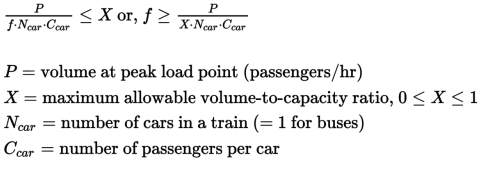 $\frac{P}{f \cdot N_{car} \cdot C_{car}} \leq X$ or, $f \geq \frac{P}{X \cdot N_{car} \cdot C_{car}}$
$P$ = volume at peak load point (passengers/hr)
$X$ = maximum allowable volume-to-capacity ratio, $0 \leq X \leq 1$
$N_{car}$ = number of cars in a train (= 1 for buses)
$C_{car}$ = number of passengers per car